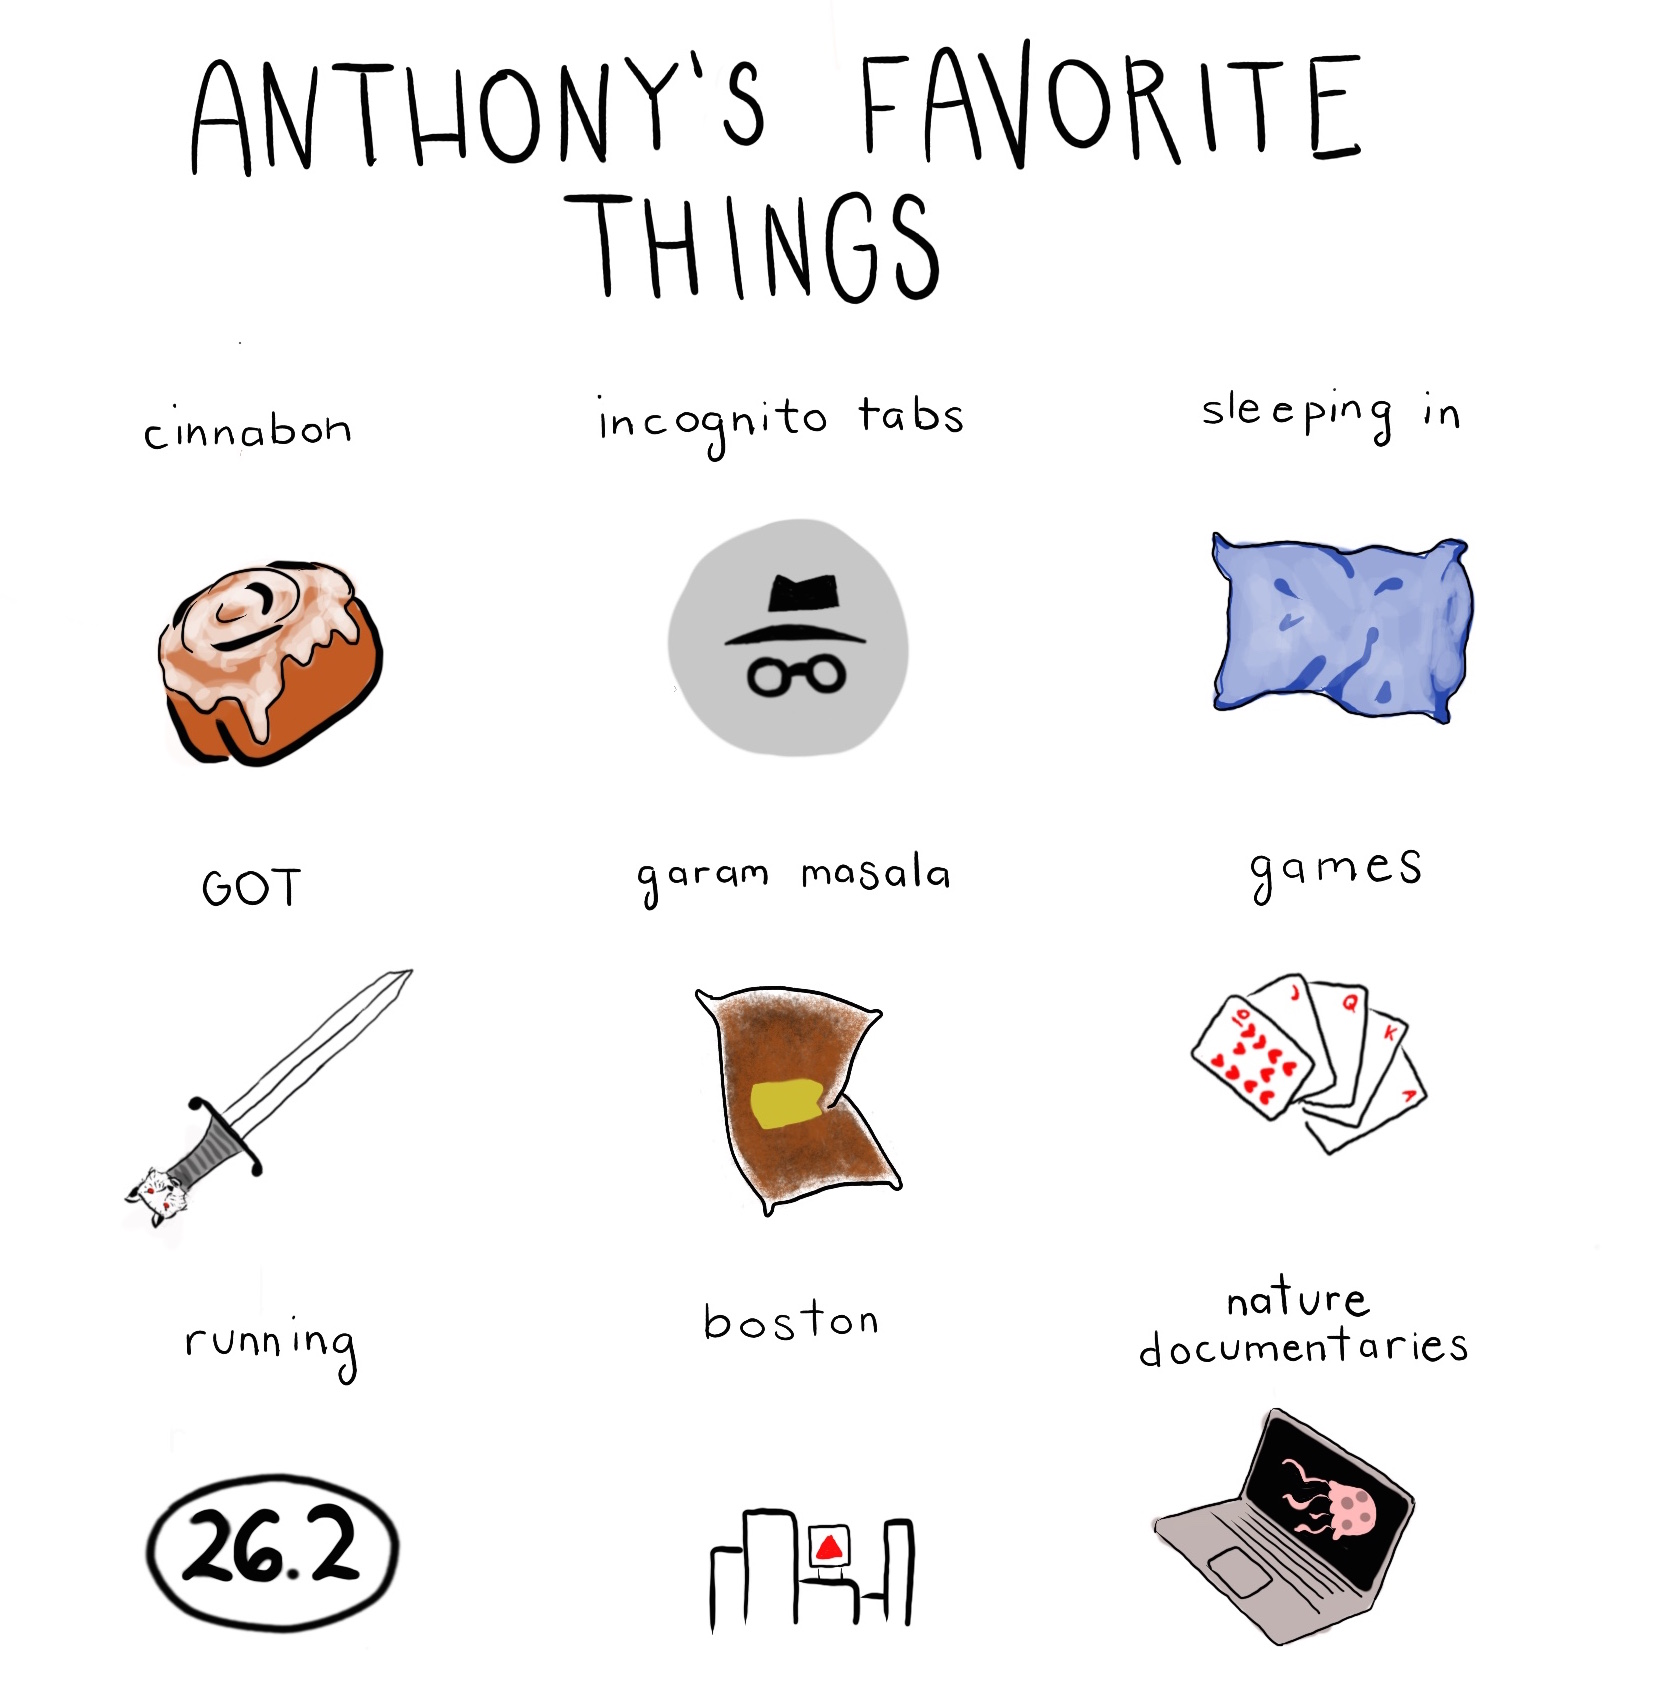 ANTHONY'S FAVORITE
THINGS
cinnabon
incognito tabs
sleeping in
GOT
garam masala
games
10
J
Q
K
A
running
boston
nature
documentaries
26.2